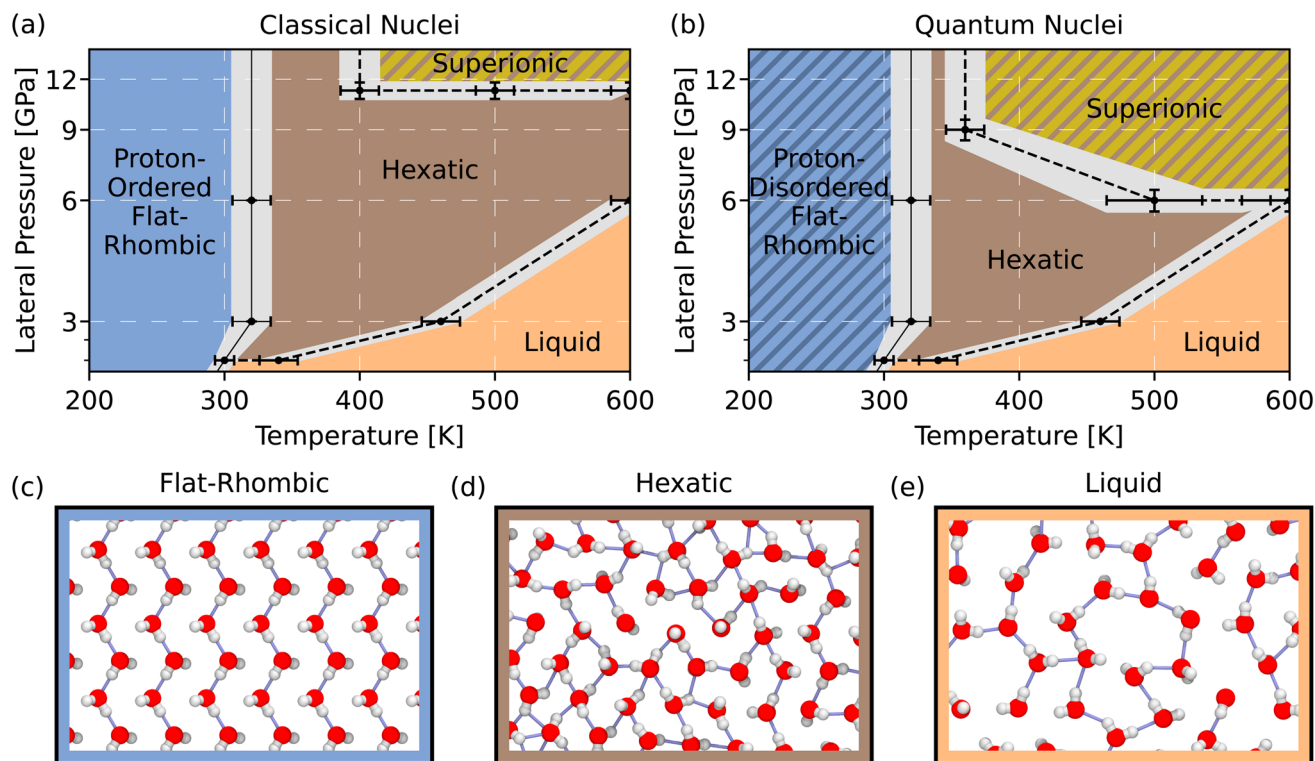 (a)
Classical Nuclei
Lateral Pressure [GPa]
12
9
6
3
Proton-
Ordered
Flat-
Rhombic
Superionic
Hexatic
Liquid
200
300
400
500
600
Temperature [K]
(b)
Quantum Nuclei
Lateral Pressure [GPa]
12
9
6
3
Proton-
Disordered
Flat-
Rhombic
Superionic
Hexatic
Liquid
200
300
400
500
600
Temperature [K]
(c)
Flat-Rhombic
(d)
Hexatic
(e)
Liquid